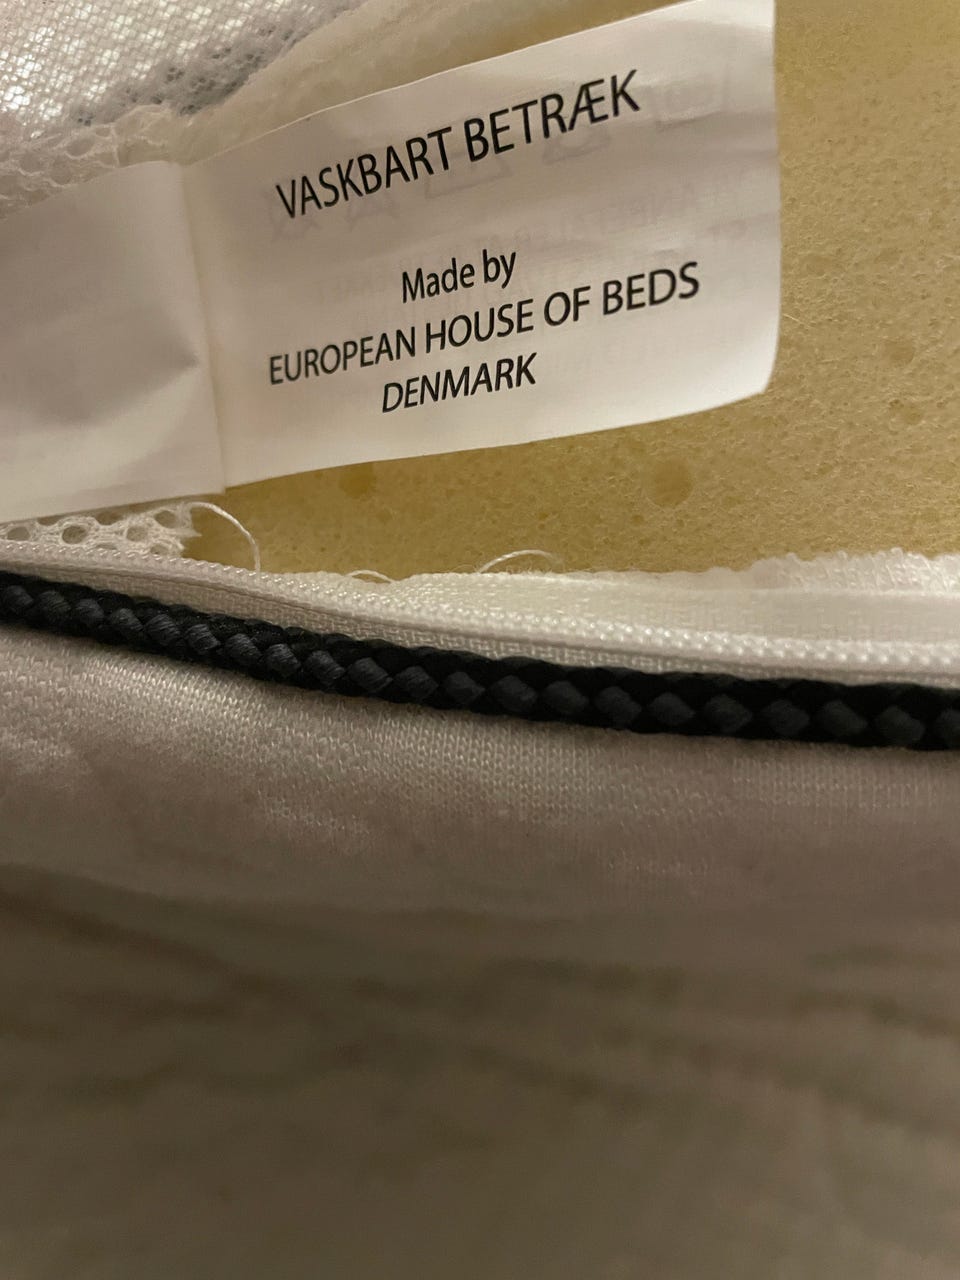 VASKBART BETRÆK
Made by
EUROPEAN HOUSE OF BEDS
DENMARK